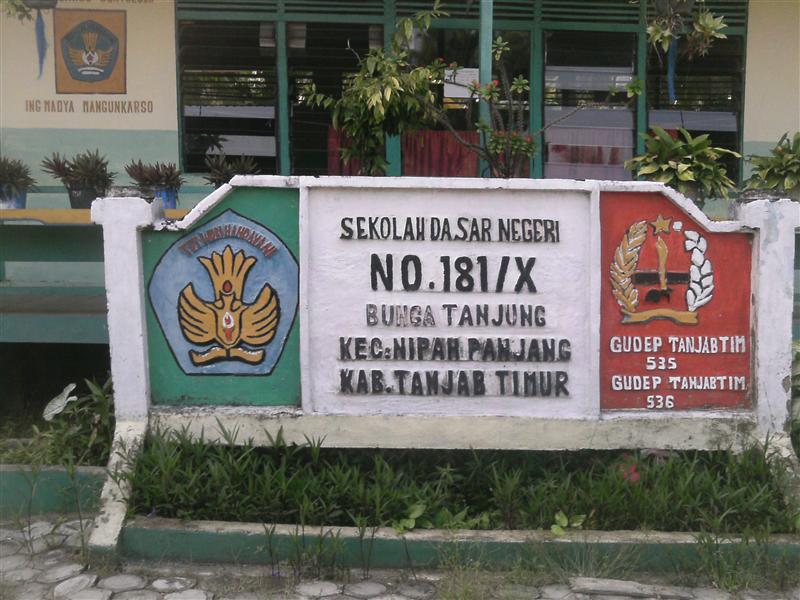 ING MADYA MANGUNKARSO
TUT WURI HANDAYANI
SEKOLAH DASAR NEGERI
NO. 181/X
BUNGA TANJUNG
KEC: NIPAH PANJANG
KAB. TANJAB TIMUR
GUDEP TANJABTIM
535
GUDEP TANJABTIM
536